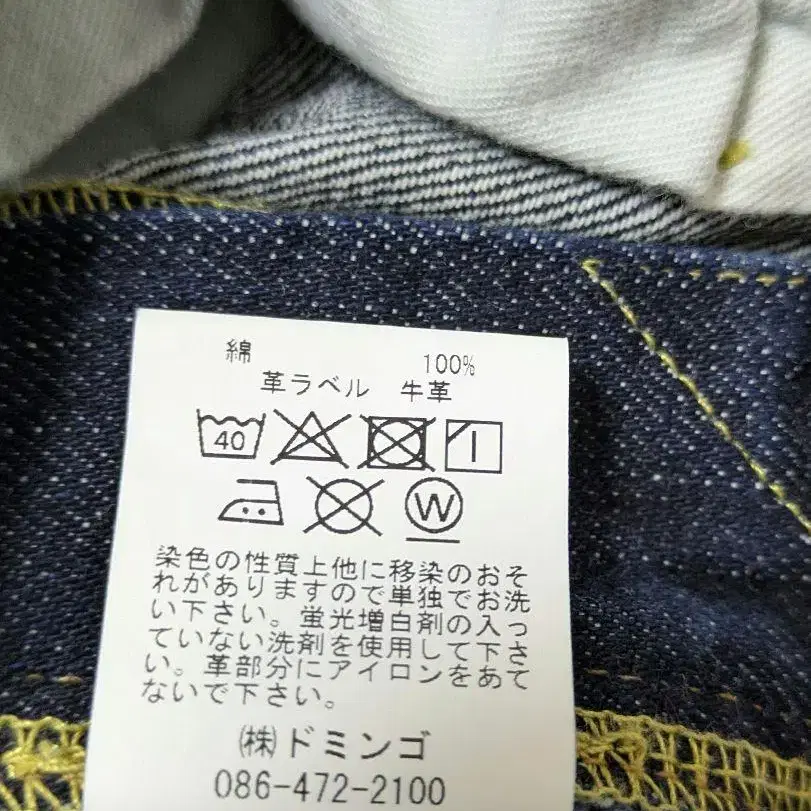 綿 100%
革ラベル 牛革
40
W
染色の性質上他に移染のおそ
れがありますので単独でお洗
い下さい。蛍光増白剤の入っ
ていない洗剤を使用して下さ
い。革部分にアイロンをあて
ないで下さい。
㈱ドミンゴ
086-472-2100